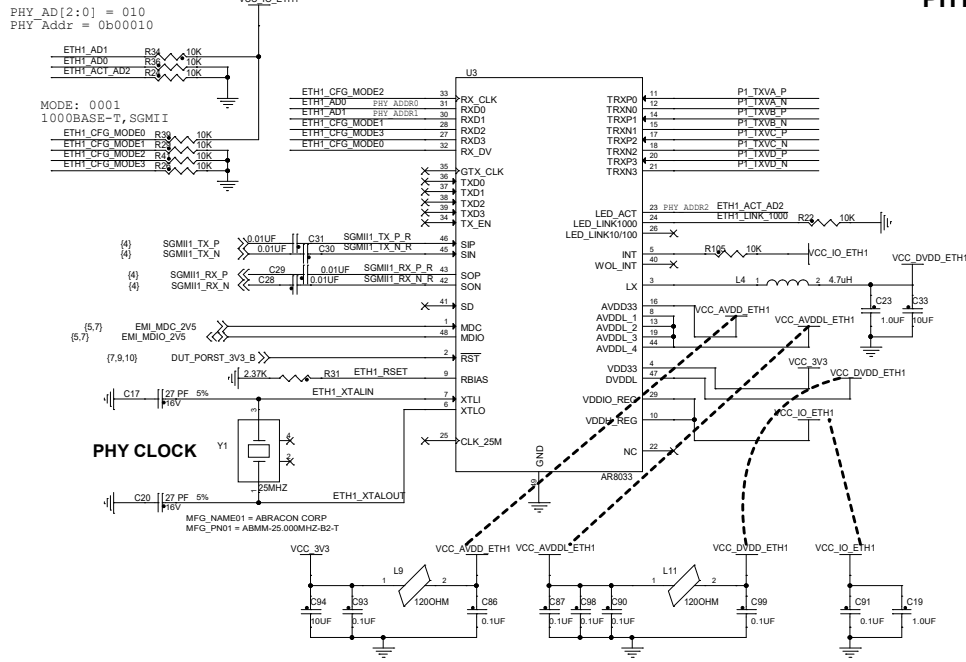 PHY_AD[2:0] = 010
PHY_Addr = 0b00010
ETH1_AD1 R34 10K
ETH1_AD0 R36 10K
ETH1_ACT_AD2 10K
MODE: 0001
1000BASE-T,SGMII
ETH1_CFG_MODE0 R30 10K
ETH1_CFG_MODE1 10K
ETH1_CFG_MODE2 10K
ETH1_CFG_MODE3 10K
U3
ETH1_CFG_MODE2 33 RX_CLK
ETH1_AD0 PHY_ADDR0 31 RXD0
ETH1_AD1 PHY_ADDR1 30 RXD1
ETH1_CFG_MODE1 28 RXD2
ETH1_CFG_MODE3 27 RXD3
ETH1_CFG_MODE0 32 RX_DV
35 GTX_CLK
36 TXD0
37 TXD1
38 TXD2
39 TXD3
34 TX_EN
{4} SGMII1_TX_P 0.01UF C31 SGMII1_TX_P_R 46 SIP
{4} SGMII1_TX_N 0.01UF C30 SGMII1_TX_N_R 45 SIN
{4} SGMII1_RX_P C29 0.01UF SGMII1_RX_P_R 43 SOP
{4} SGMII1_RX_N C28 0.01UF SGMII1_RX_N_R 42 SON
41 SD
{5,7} EMI_MDC_2V5 1 MDC
{5,7} EMI_MDIO_2V5 48 MDIO
{7,9,10} DUT_PORST_3V3_B 2 RST
2.37K R31 ETH1_RSET 9 RBIAS
C17 27 PF 5% 16V ETH1_XTALIN 7 XTLI
6 XTLO
25 CLK_25M
PHY CLOCK
Y1
3
4
2
1
25MHZ
C20 27 PF 5% 16V ETH1_XTALOUT
MFG_NAME01 = ABRACON CORP
MFG_PN01 = ABMM-25.000MHZ-B2-T
TRXP0 11 P1_TXVA_P
TRXN0 12 P1_TXVA_N
TRXP1 14 P1_TXVB_P
TRXN1 15 P1_TXVB_N
TRXP2 17 P1_TXVC_P
TRXN2 18 P1_TXVC_N
TRXP3 20 P1_TXVD_P
TRXN3 21 P1_TXVD_N
LED_ACT 23 PHY_ADDR2 ETH1_ACT_AD2
LED_LINK1000 24 ETH1_LINK_1000 R22 10K
LED_LINK10/100 26
INT 5 R105 10K VCC_IO_ETH1
WOL_INT 40
LX 3 L4 1 2 4.7uH VCC_DVDD_ETH1
C23 1.0UF
C33 10UF
AVDD33 16 VCC_AVDD_ETH1
AVDDL_1 8
AVDDL_2 13
AVDDL_3 19
AVDDL_4 44 VCC_AVDDL_ETH1
VDD33 4 VCC_3V3
DVDDL 47 VCC_DVDD_ETH1
VDDIO_REG 29 VCC_IO_ETH1
VDDH_REG 10
NC 22
GND 49
AR8033
VCC_3V3 VCC_AVDD_ETH1 VCC_AVDDL_ETH1 VCC_DVDD_ETH1 VCC_IO_ETH1
L9 1 2 120OHM
L11 1 2 120OHM
C94 10UF
C93 0.1UF
C86 0.1UF
C87 0.1UF
C98 0.1UF
C90 0.1UF
C99 0.1UF
C91 0.1UF
C19 1.0UF